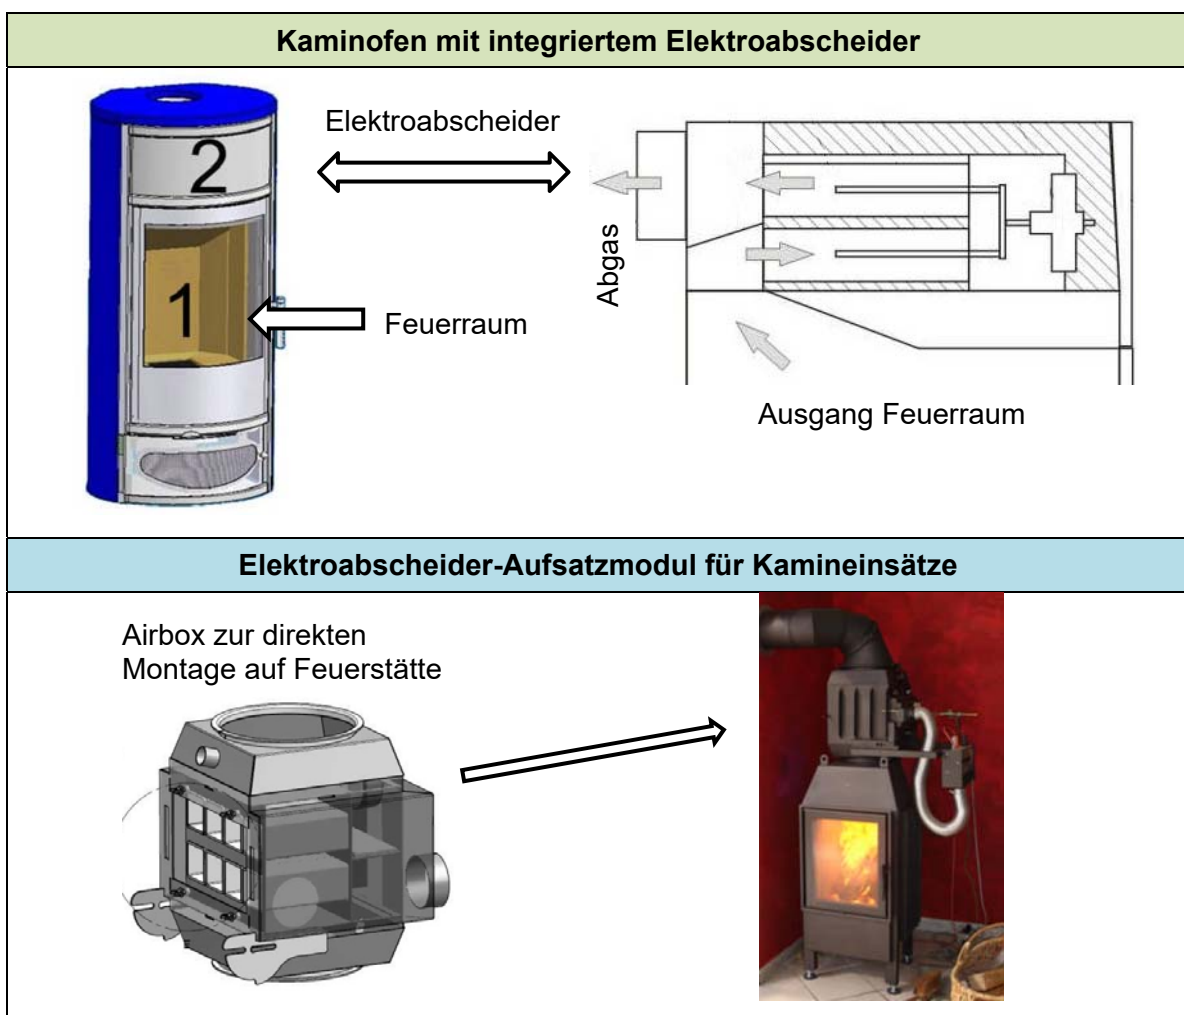 Kaminofen mit integriertem Elektroabscheider
Elektroabscheider
2
1
Feuerraum
Abgas
Ausgang Feuerraum
Elektroabscheider-Aufsatzmodul für Kamineinsätze
Airbox zur direkten
Montage auf Feuerstätte